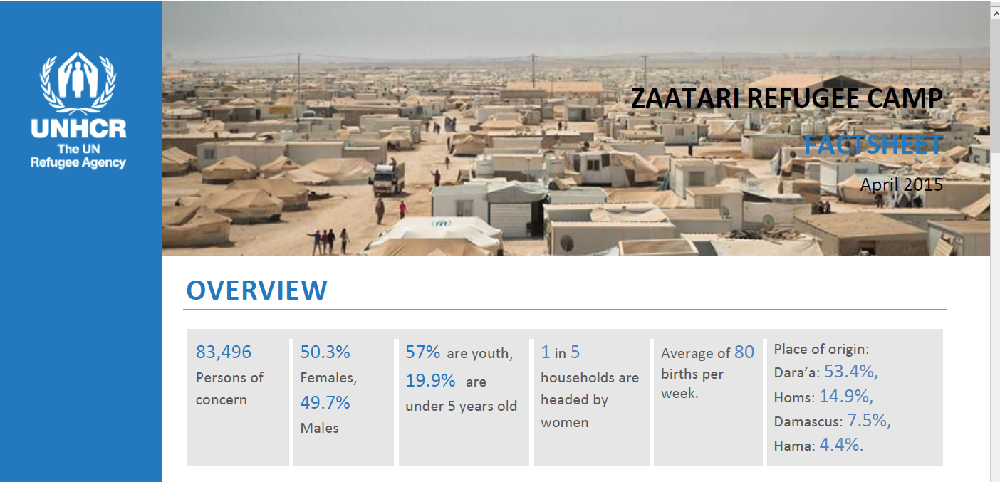 UNHCR
The UN
Refugee Agency
ZAATARI REFUGEE CAMP
FACTSHEET
April 2015
OVERVIEW
83,496
Persons of
concern
50.3%
Females,
49.7%
Males
57% are youth,
19.9% are
under 5 years old
1 in 5
households are
headed by
women
Average of 80
births per
week.
Place of origin:
Dara’a: 53.4%,
Homs: 14.9%,
Damascus: 7.5%,
Hama: 4.4%.